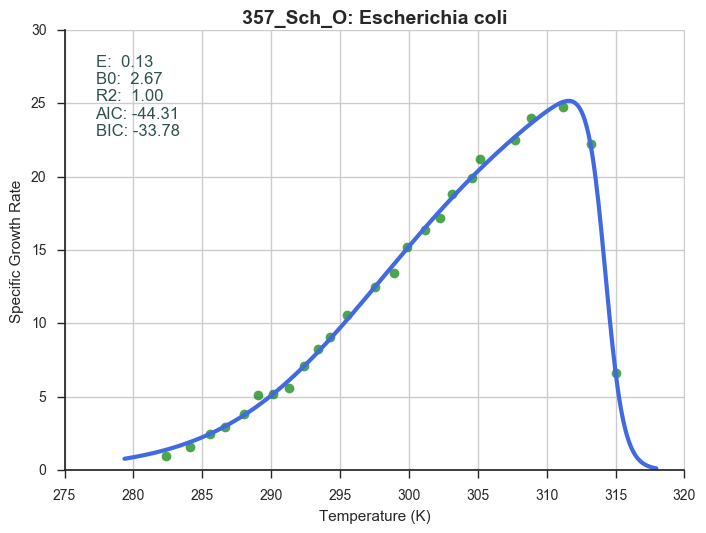 357_Sch_O: Escherichia coli
30
25
20
15
10
5
0
E: 0.13
B0: 2.67
R2: 1.00
AIC: -44.31
BIC: -33.78
Specific Growth Rate
275 280 285 290 295 300 305 310 315 320
Temperature (K)